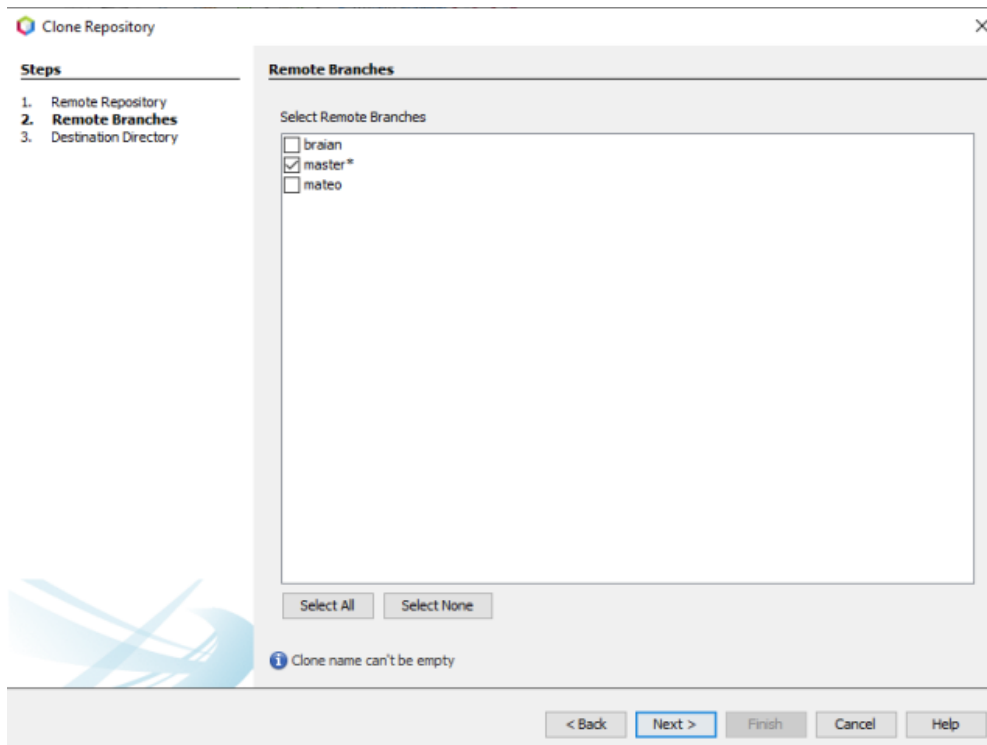 Clone Repository
Steps
1. Remote Repository
2. Remote Branches
3. Destination Directory
Remote Branches
Select Remote Branches
braian
master*
mateo
Select All Select None
Clone name can't be empty
< Back Next > Finish Cancel Help